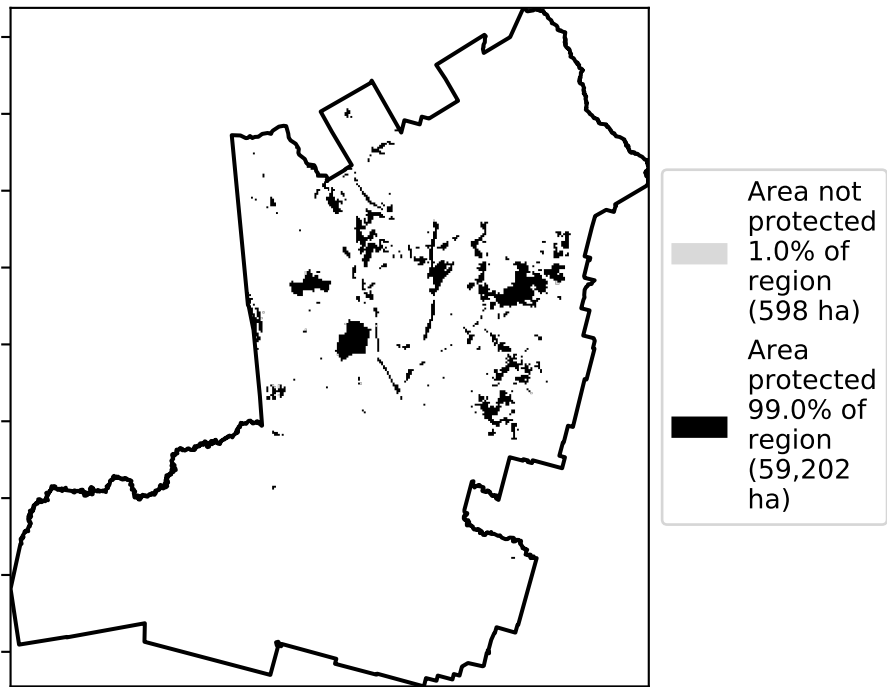 Area not
protected
1.0% of
region
(598 ha)
Area
protected
99.0% of
region
(59,202
ha)